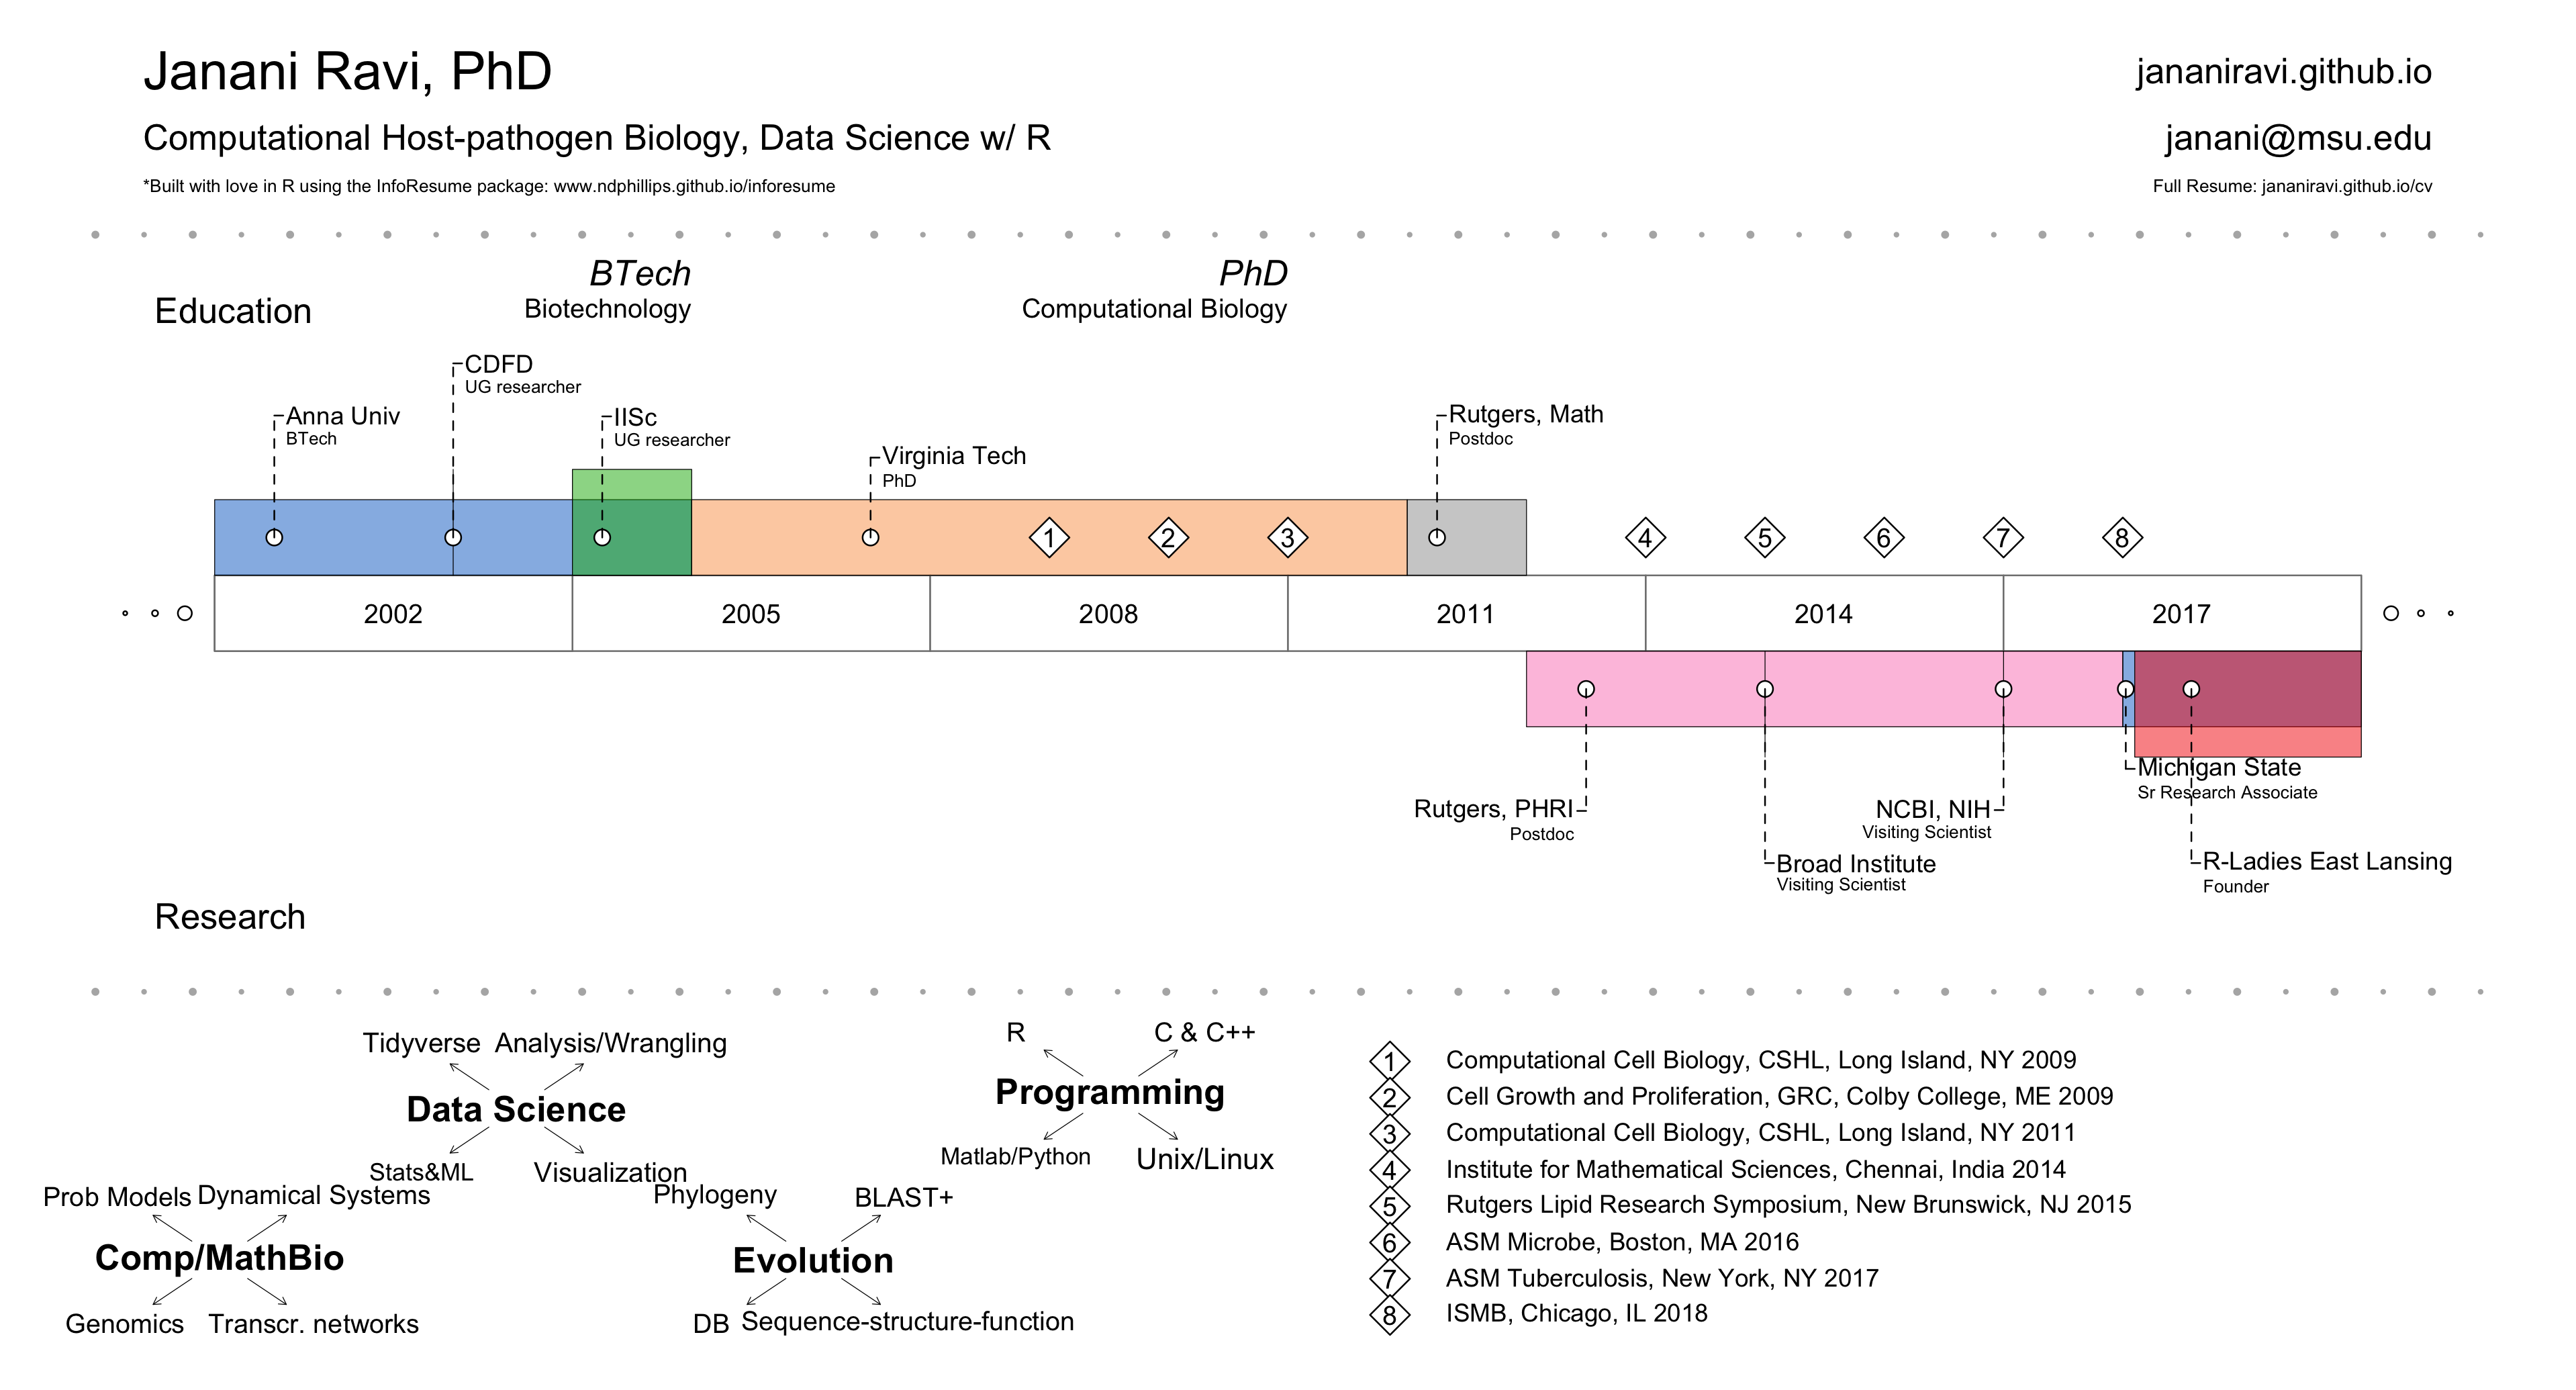 Janani Ravi, PhD
jananiravi.github.io
Computational Host-pathogen Biology, Data Science w/ R
janani@msu.edu
*Built with love in R using the InfoResume package: www.ndphillips.github.io/inforesume
Full Resume: jananiravi.github.io/cv
Education
BTech
Biotechnology
PhD
Computational Biology
Anna Univ
BTech
CDFD
UG researcher
IISc
UG researcher
Virginia Tech
PhD
Rutgers, Math
Postdoc
1 2 3 4 5 6 7 8
2002 2005 2008 2011 2014 2017
Rutgers, PHRI
Postdoc
Broad Institute
Visiting Scientist
NCBI, NIH
Visiting Scientist
Michigan State
Sr Research Associate
R-Ladies East Lansing
Founder
Research
Tidyverse Analysis/Wrangling
Data Science
Stats&ML Visualization
R C & C++
Programming
Matlab/Python Unix/Linux
Prob Models Dynamical Systems
Comp/MathBio
Genomics Transcr. networks
Phylogeny BLAST+
Evolution
DB Sequence-structure-function
1 Computational Cell Biology, CSHL, Long Island, NY 2009
2 Cell Growth and Proliferation, GRC, Colby College, ME 2009
3 Computational Cell Biology, CSHL, Long Island, NY 2011
4 Institute for Mathematical Sciences, Chennai, India 2014
5 Rutgers Lipid Research Symposium, New Brunswick, NJ 2015
6 ASM Microbe, Boston, MA 2016
7 ASM Tuberculosis, New York, NY 2017
8 ISMB, Chicago, IL 2018